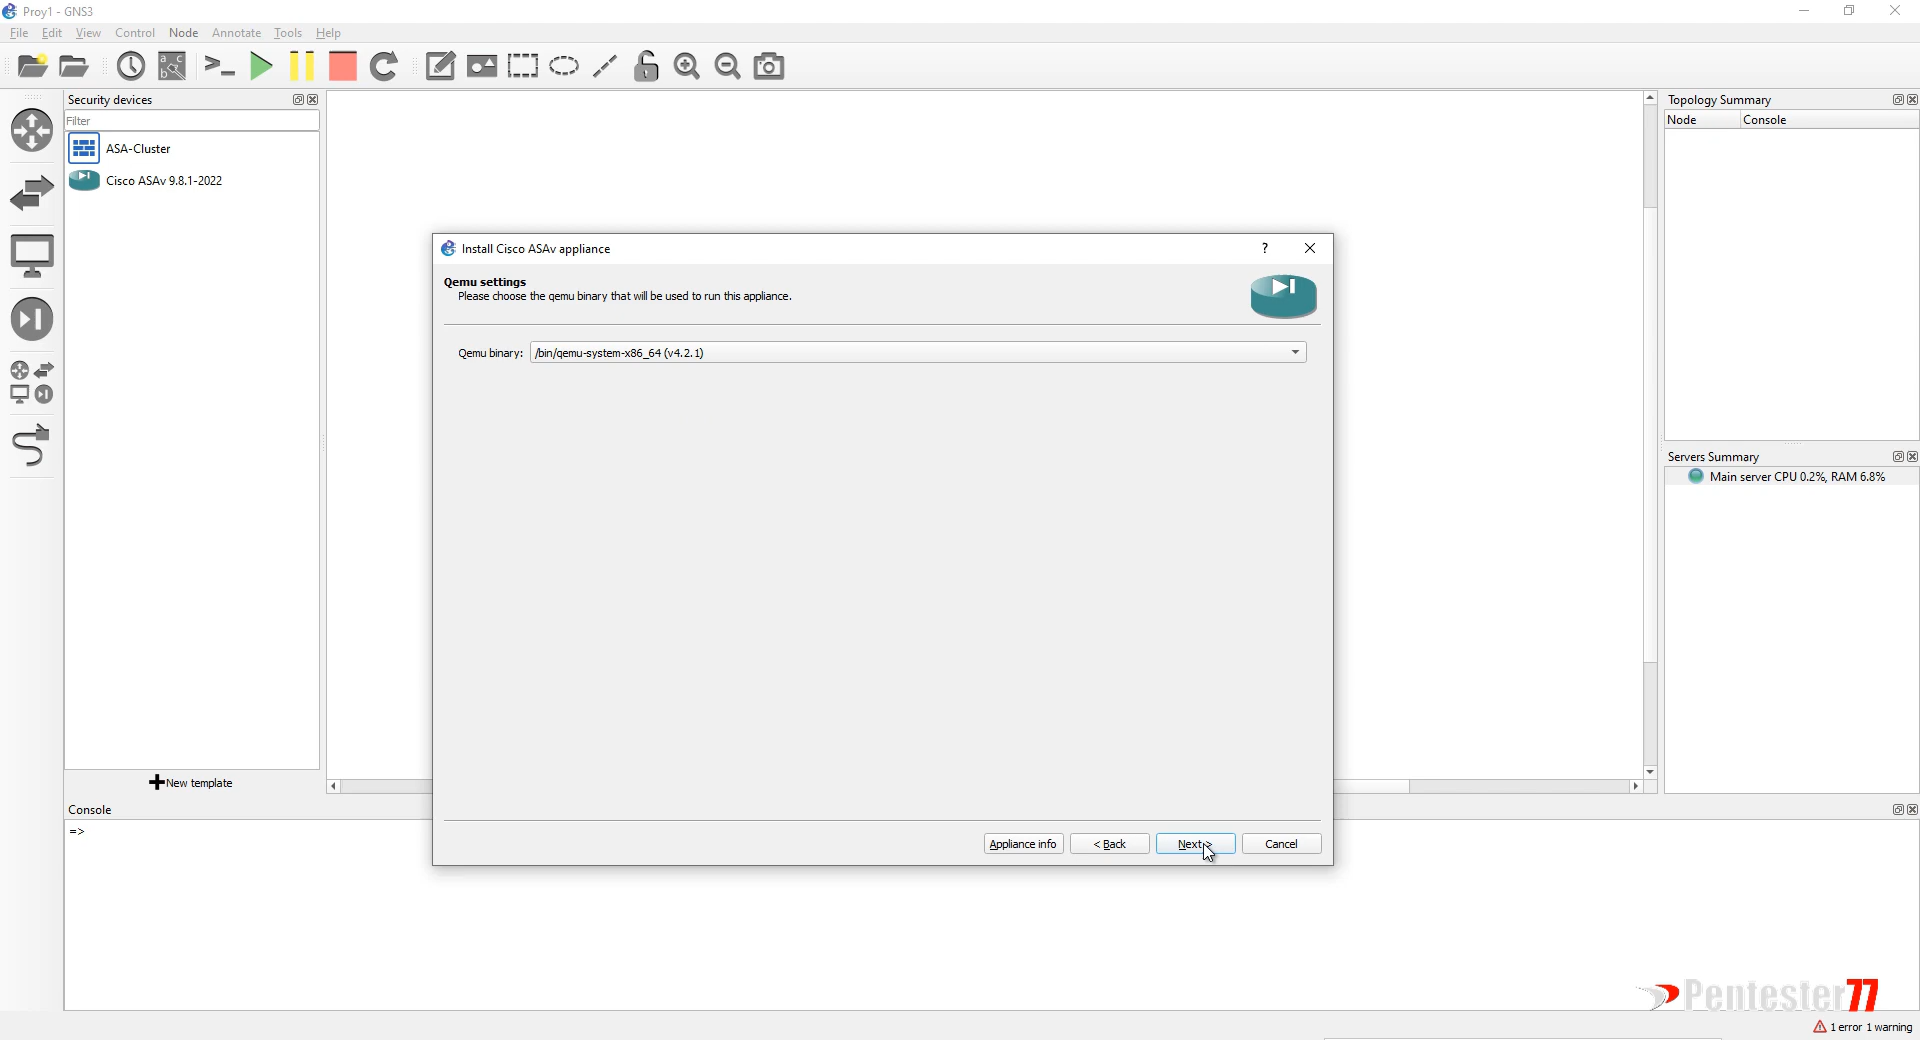 Proy1 - GNS3
File Edit View Control Node Annotate Tools Help
Security devices
Filter
ASA-Cluster
Cisco ASAv 9.8.1-2022
New template
Install Cisco ASAv appliance
?
Qemu settings
Please choose the qemu binary that will be used to run this appliance.
Qemu binary: /bin/qemu-system-x86_64 (v4.2.1)
Appliance info < Back Next > Cancel
Topology Summary
Node Console
Servers Summary
Main server CPU 0.2%, RAM 6.8%
Console
=>
Pentester77
1 error 1 warning